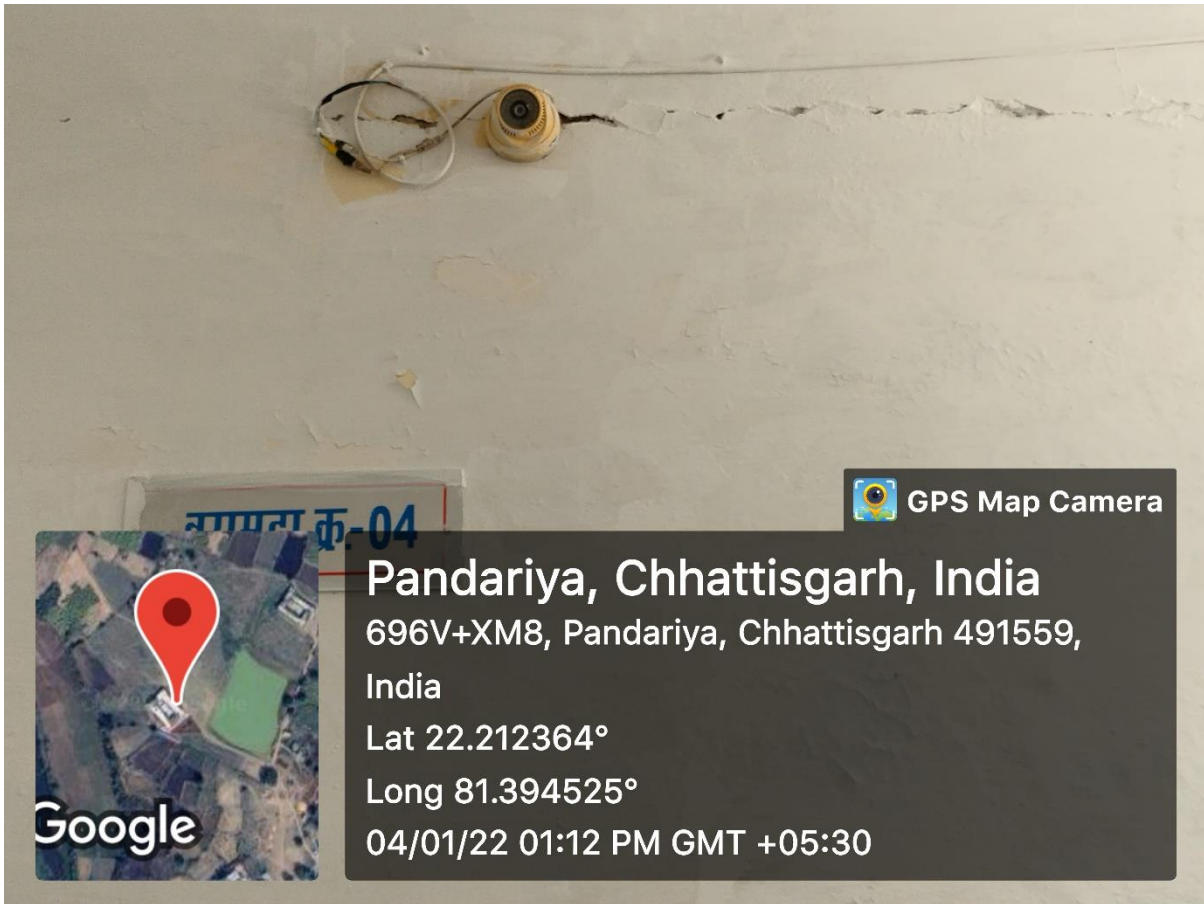 क्र.-04
GPS Map Camera
Pandariya, Chhattisgarh, India
696V+XM8, Pandariya, Chhattisgarh 491559,
India
Lat 22.212364°
Long 81.394525°
04/01/22 01:12 PM GMT +05:30
Google